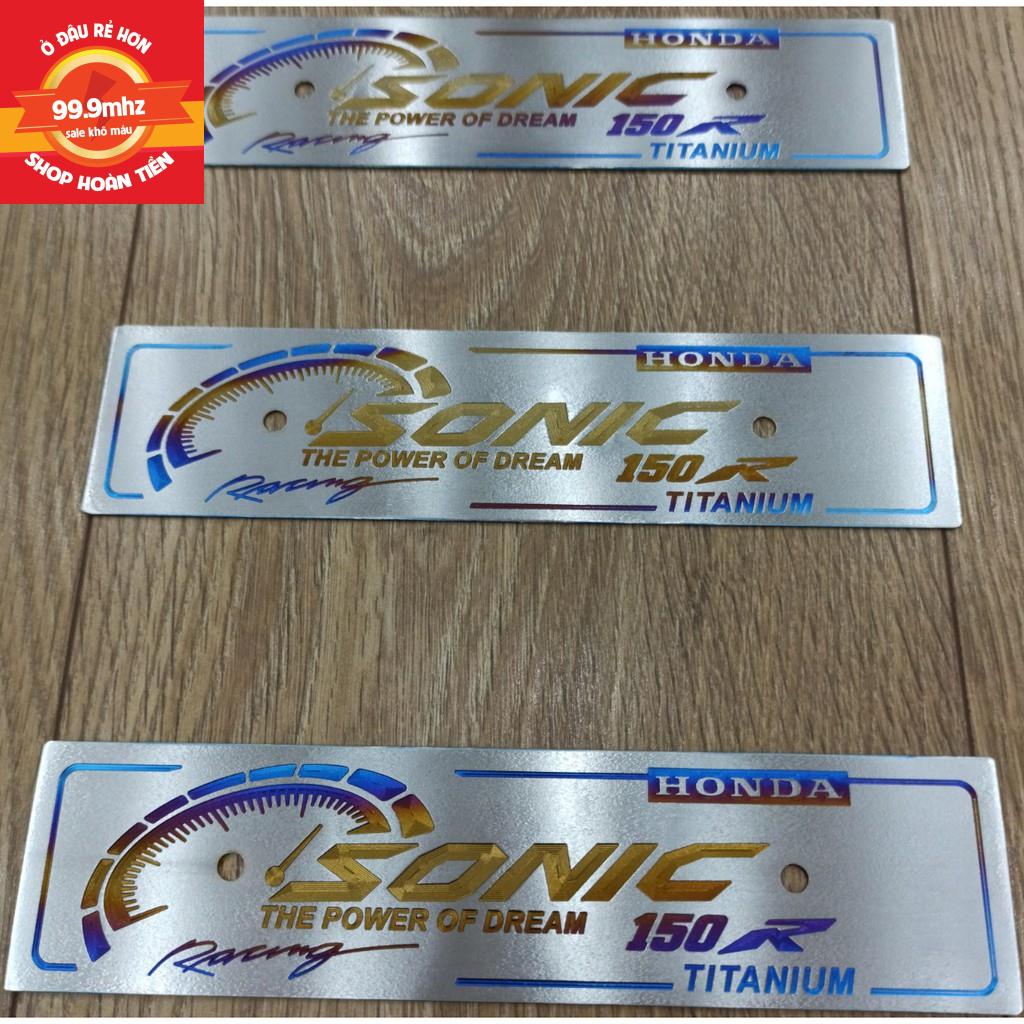 Ở ĐÂU RẺ HƠN
99.9mhz
sale khô máu
SHOP HOÀN TIỀN
HONDA
SONIC
THE POWER OF DREAM
150 R
Racing
TITANIUM
HONDA
SONIC
THE POWER OF DREAM
150 R
Racing
TITANIUM
HONDA
SONIC
THE POWER OF DREAM
150 R
Racing
TITANIUM